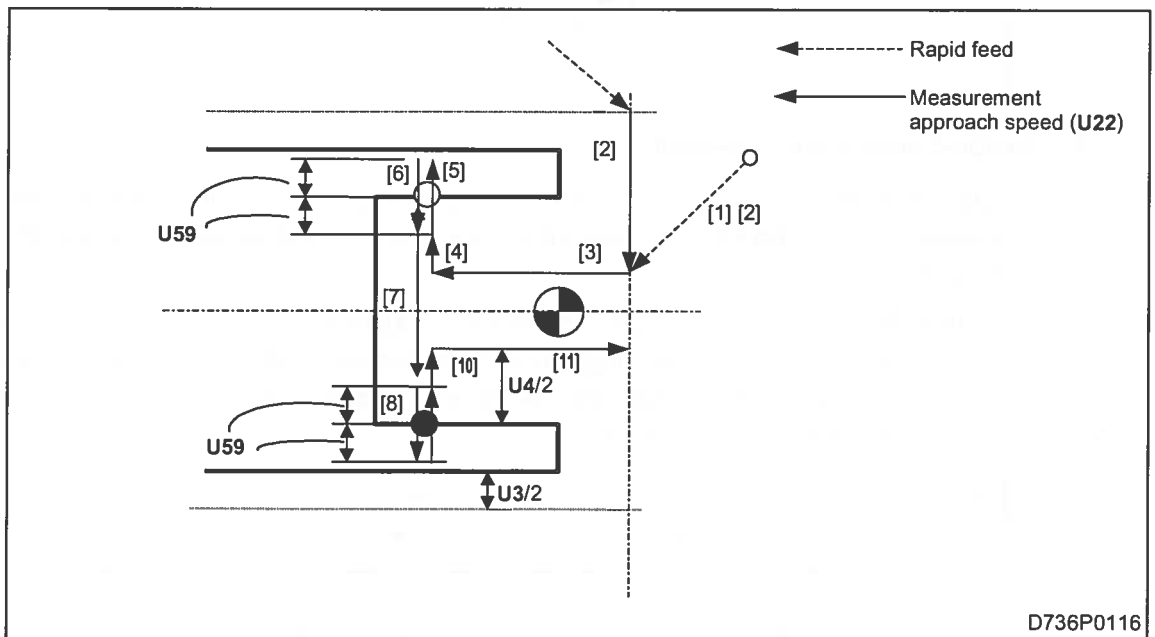 Rapid feed
Measurement
approach speed (U22)
[2]
[6]
[5]
[1] [2]
U59
[4]
[3]
[7]
[10]
[11]
U4/2
[8]
U59
U3/2
D736P0116